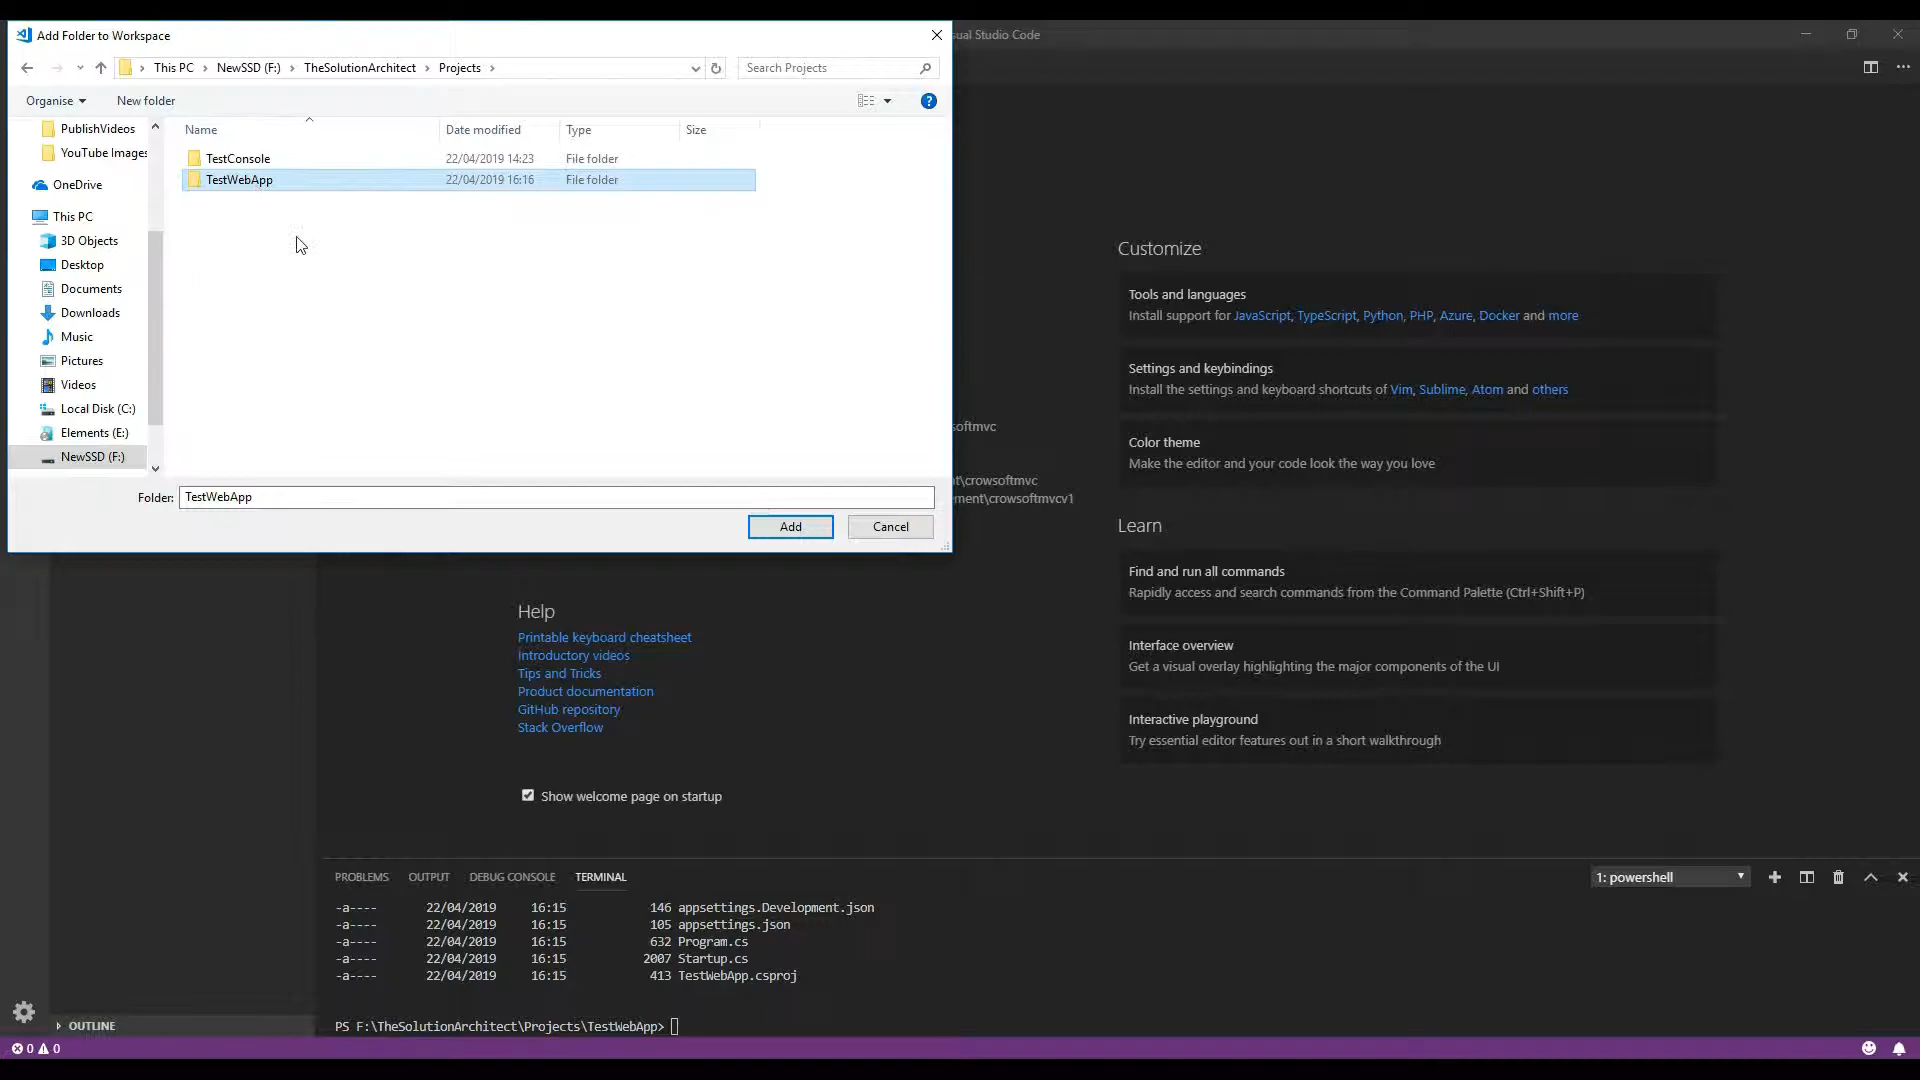 Add Folder to Workspace
sual Studio Code
This PC NewSSD (F:) TheSolutionArchitect Projects
Search Projects
Organise New folder
PublishVideos
YouTube Images
OneDrive
This PC
3D Objects
Desktop
Documents
Downloads
Music
Pictures
Videos
Local Disk (C:)
Elements (E:)
NewSSD (F:)
Name Date modified Type Size
TestConsole 22/04/2019 14:23 File folder
TestWebApp 22/04/2019 16:16 File folder
Folder: TestWebApp
Add Cancel
softmvc
t\crowsoftmvc
ment\crowsoftmvcv1
Help
Printable keyboard cheatsheet
Introductory videos
Tips and Tricks
Product documentation
GitHub repository
Stack Overflow
Show welcome page on startup
Customize
Tools and languages
Install support for JavaScript, TypeScript, Python, PHP, Azure, Docker and more
Settings and keybindings
Install the settings and keyboard shortcuts of Vim, Sublime, Atom and others
Color theme
Make the editor and your code look the way you love
Learn
Find and run all commands
Rapidly access and search commands from the Command Palette (Ctrl+Shift+P)
Interface overview
Get a visual overlay highlighting the major components of the UI
Interactive playground
Try essential editor features out in a short walkthrough
PROBLEMS OUTPUT DEBUG CONSOLE TERMINAL
1: powershell
-a---- 22/04/2019 16:15 146 appsettings.Development.json
-a---- 22/04/2019 16:15 105 appsettings.json
-a---- 22/04/2019 16:15 632 Program.cs
-a---- 22/04/2019 16:15 2007 Startup.cs
-a---- 22/04/2019 16:15 413 TestWebApp.csproj
PS F:\TheSolutionArchitect\Projects\TestWebApp>
OUTLINE
0 0